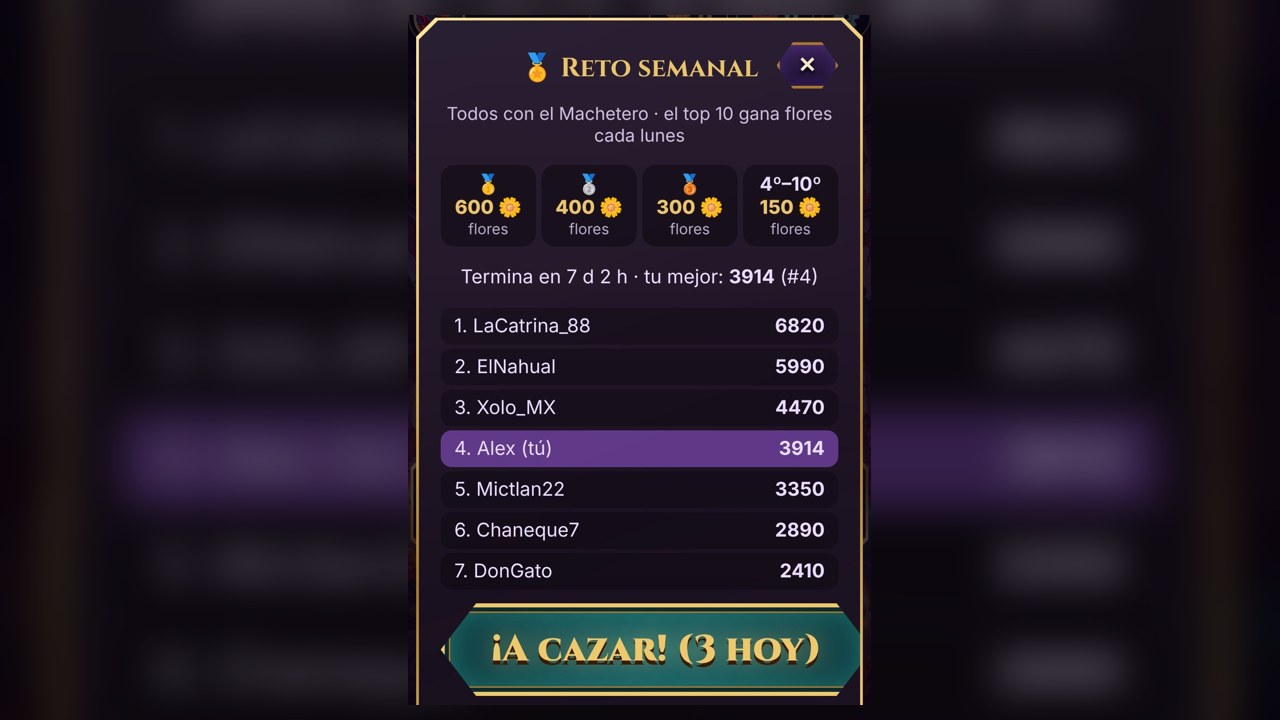 RETO SEMANAL
×
Todos con el Machetero · el top 10 gana flores
cada lunes
4º–10º
600 400 300 150
flores flores flores flores
Termina en 7 d 2 h · tu mejor: 3914 (#4)
1. LaCatrina_88 6820
2. ElNahual 5990
3. Xolo_MX 4470
4. Alex (tú) 3914
5. Mictlan22 3350
6. Chaneque7 2890
7. DonGato 2410
¡A CAZAR! (3 HOY)